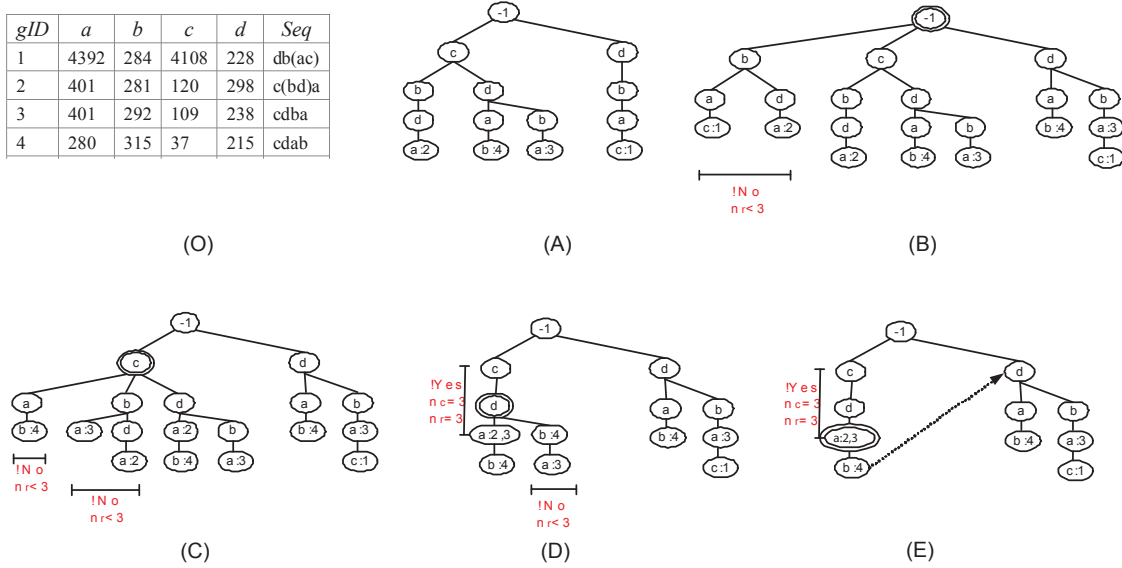 gID a b c d Seq
1 4392 284 4108 228 db(ac)
2 401 281 120 298 c(bd)a
3 401 292 109 238 cdba
4 280 315 37 215 cdab
(O)
-1
c d
b d b
d a b a
a:2 b:4 a:3 c:1
(A)
-1
b c d
a d b d a b
c:1 a:2 d a b b:4 a:3
a:2 b:4 a:3 c:1
!No
nr<3
(B)
-1
c d
a b d a b
b:4 a:3 d a:2 b b:4 a:3
a:2 b:4 a:3 c:1
!No
nr<3
!No
nr<3
(C)
-1
c d
!Yes
nc=3
nr=3
d a b
a:2,3 b:4 b:4 a:3
b:4 a:3 c:1
!No
nr<3
(D)
-1
c d
!Yes
nc=3
nr=3
d a b
a:2,3 b:4 a:3
b:4 c:1
(E)